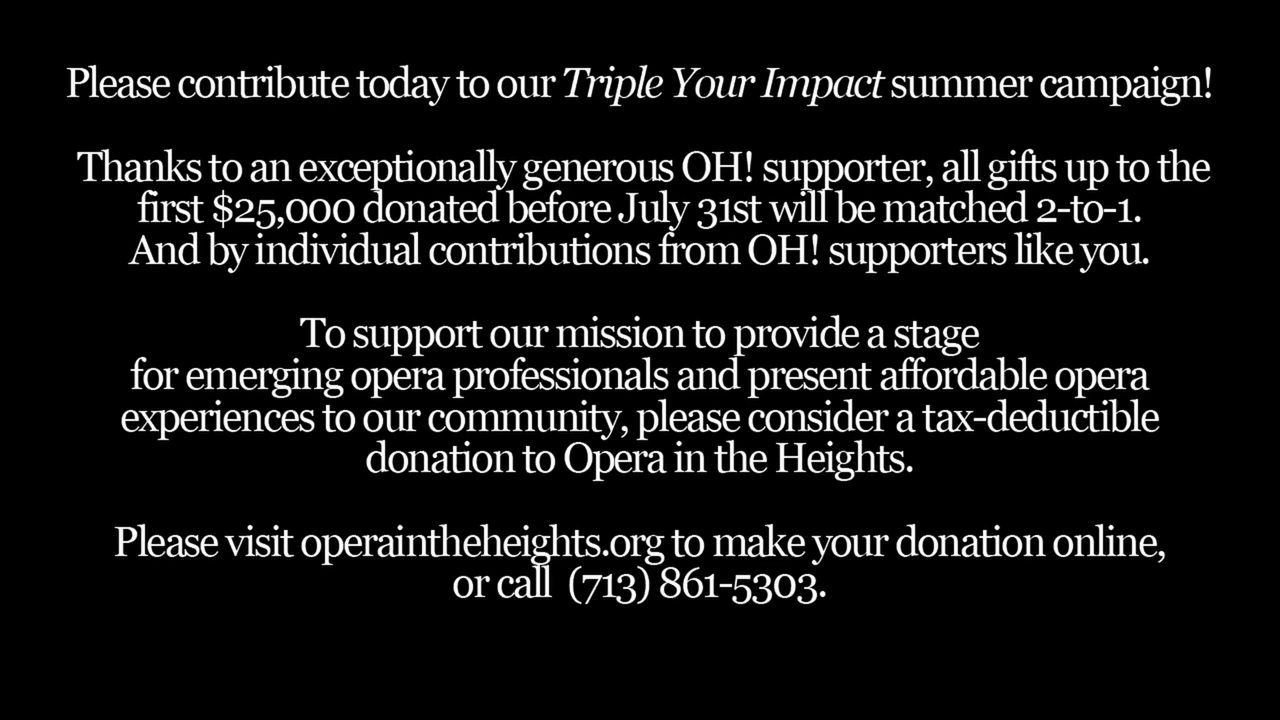 Please contribute today to our Triple Your Impact summer campaign!
Thanks to an exceptionally generous OH! supporter, all gifts up to the
first $25,000 donated before July 31st will be matched 2-to-1.
And by individual contributions from OH! supporters like you.
To support our mission to provide a stage
for emerging opera professionals and present affordable opera
experiences to our community, please consider a tax-deductible
donation to Opera in the Heights.
Please visit operaintheheights.org to make your donation online,
or call (713) 861-5303.